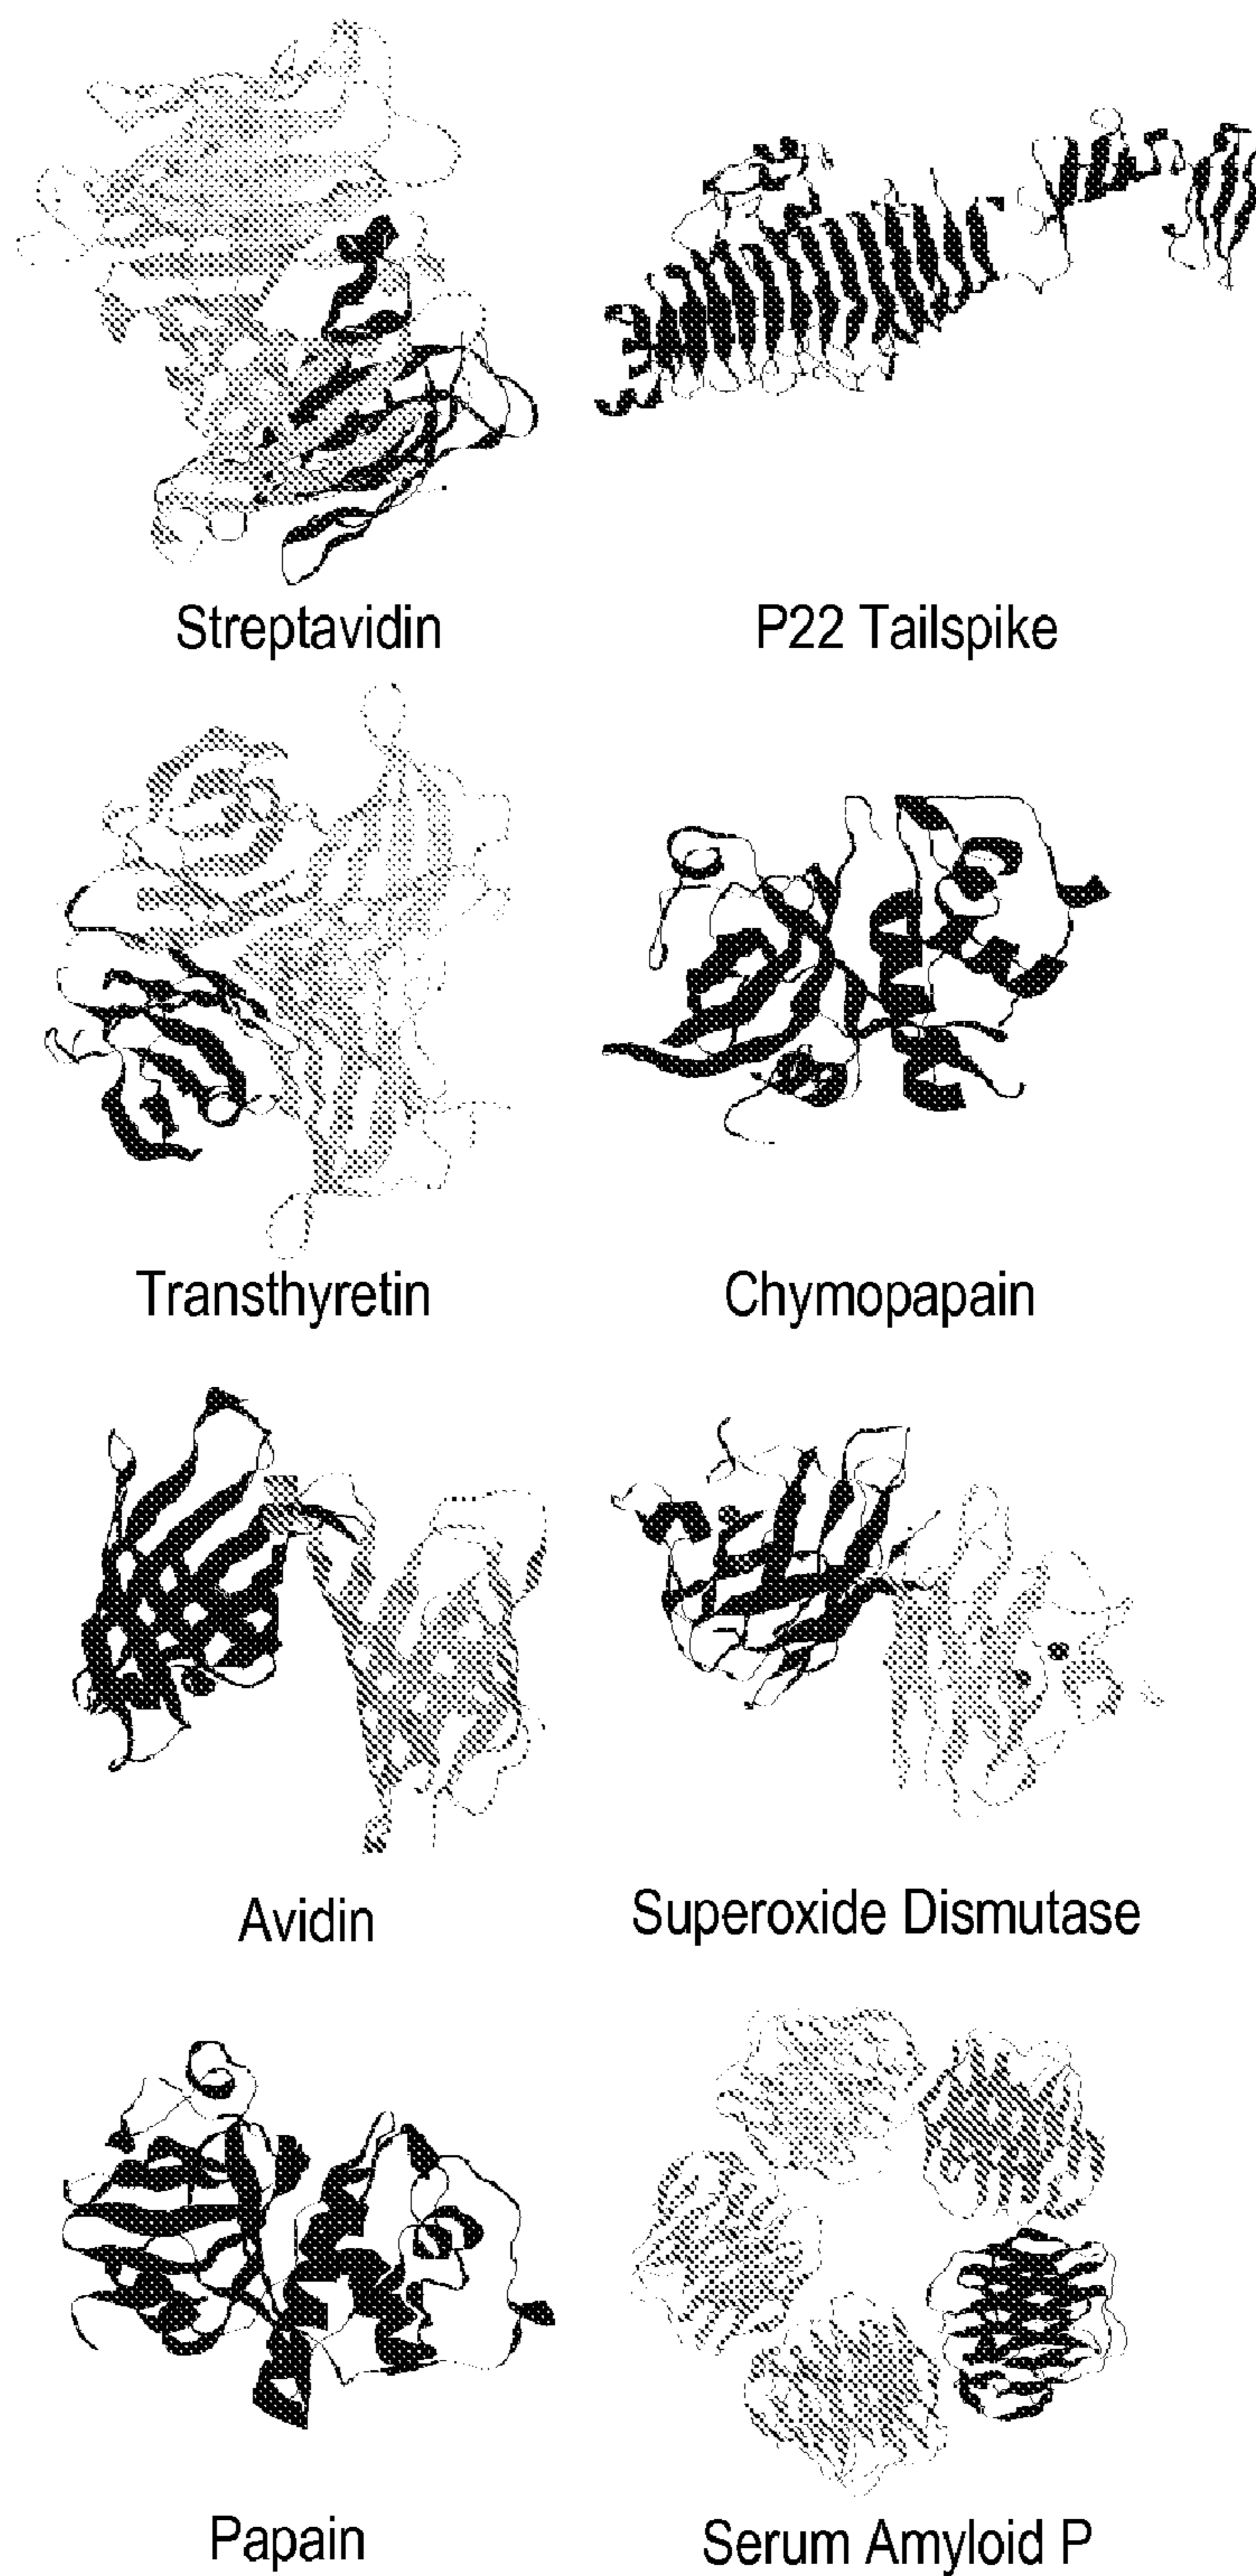 Streptavidin
P22 Tailspike
Transthyretin
Chymopapain
Avidin
Superoxide Dismutase
Papain
Serum Amyloid P